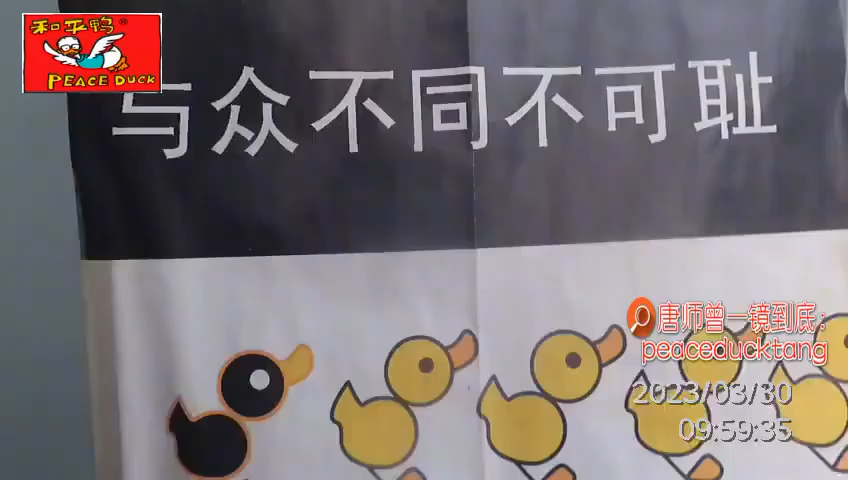 和平鸭®
PEACE DUCK
与众不同不可耻
唐师曾一镜到底:
peaceducktang
2023/03/30
09:59:35